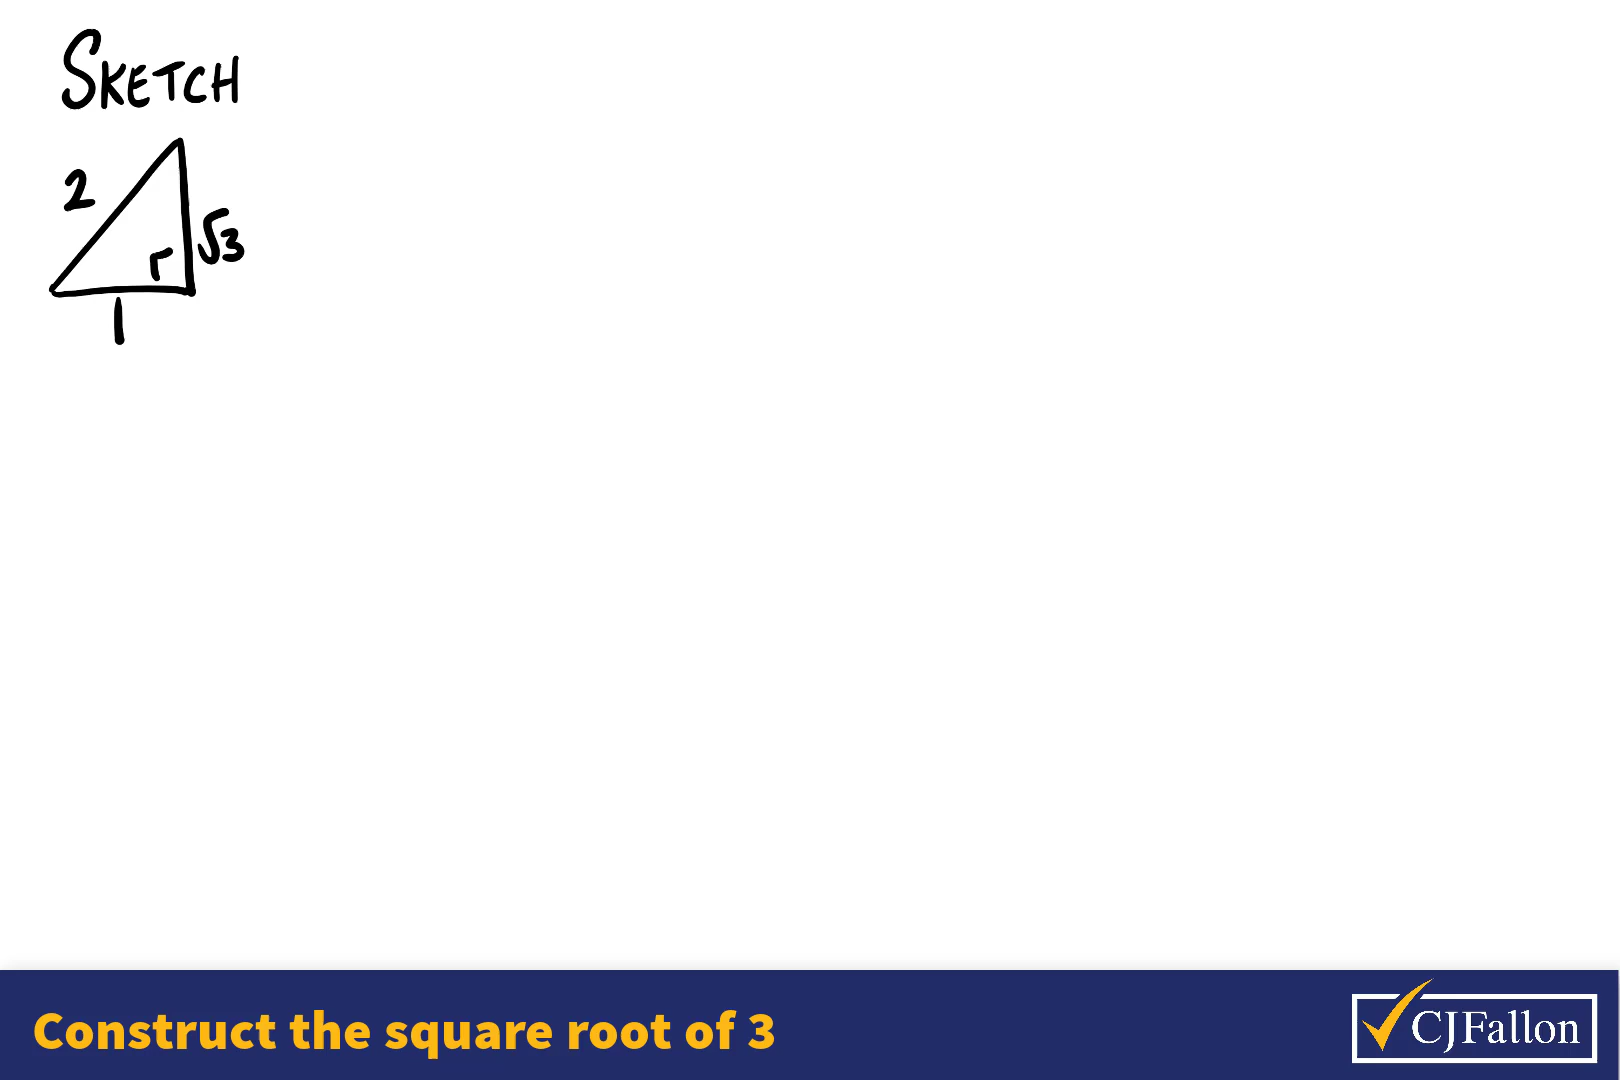 SKETCH
2
√3
1
Construct the square root of 3
CJFallon